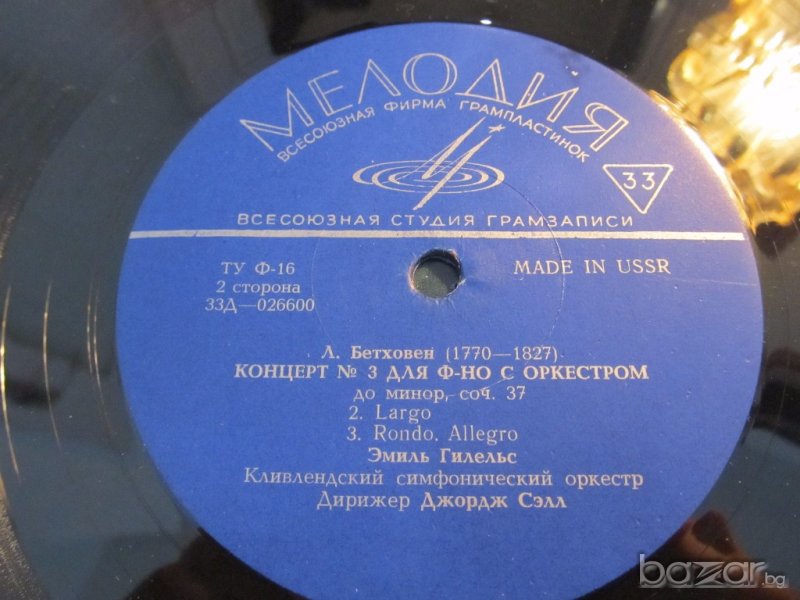 МЕЛОДИЯ
ВСЕСОЮЗНАЯ ФИРМА ГРАМПЛАСТИНОК
33
ВСЕСОЮЗНАЯ СТУДИЯ ГРАМЗАПИСИ
ТУ Ф-16
MADE IN USSR
2 сторона
33Д—026600
Л. Бетховен (1770—1827)
КОНЦЕРТ № 3 ДЛЯ Ф-НО С ОРКЕСТРОМ
до минор, соч. 37
2. Largo
3. Rondo. Allegro
Эмиль Гилельс
Кливлендский симфонический оркестр
Дирижер Джордж Сэлл
bazar.bg